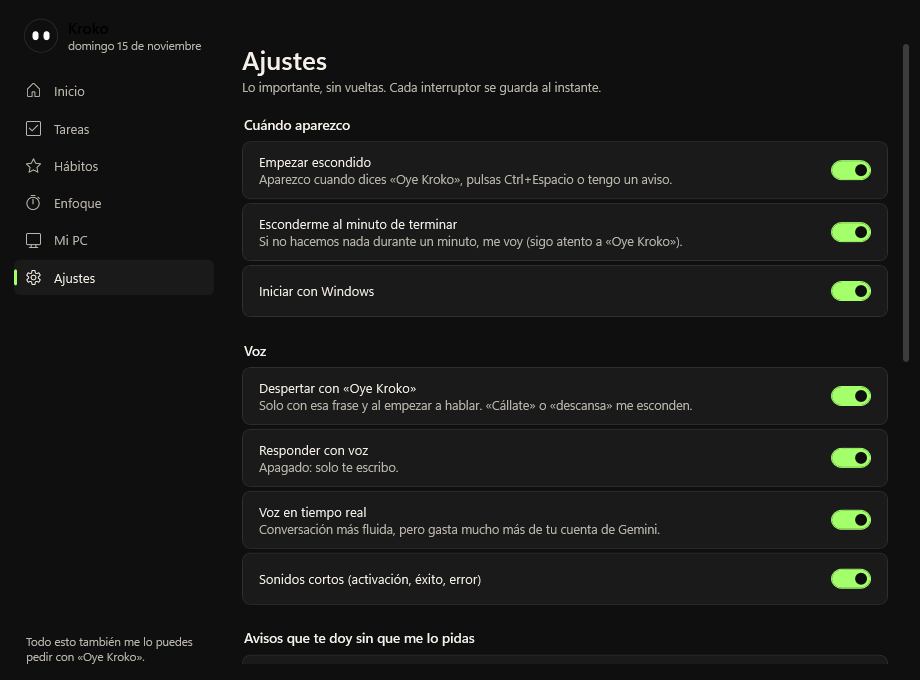 Kroko
domingo 15 de noviembre
Inicio
Tareas
Hábitos
Enfoque
Mi PC
Ajustes
Todo esto también me lo puedes
pedir con «Oye Kroko».
Ajustes
Lo importante, sin vueltas. Cada interruptor se guarda al instante.
Cuándo aparezco
Empezar escondido
Aparezco cuando dices «Oye Kroko», pulsas Ctrl+Espacio o tengo un aviso.
Esconderme al minuto de terminar
Si no hacemos nada durante un minuto, me voy (sigo atento a «Oye Kroko»).
Iniciar con Windows
Voz
Despertar con «Oye Kroko»
Solo con esa frase y al empezar a hablar. «Cállate» o «descansa» me esconden.
Responder con voz
Apagado: solo te escribo.
Voz en tiempo real
Conversación más fluida, pero gasta mucho más de tu cuenta de Gemini.
Sonidos cortos (activación, éxito, error)
Avisos que te doy sin que me lo pidas